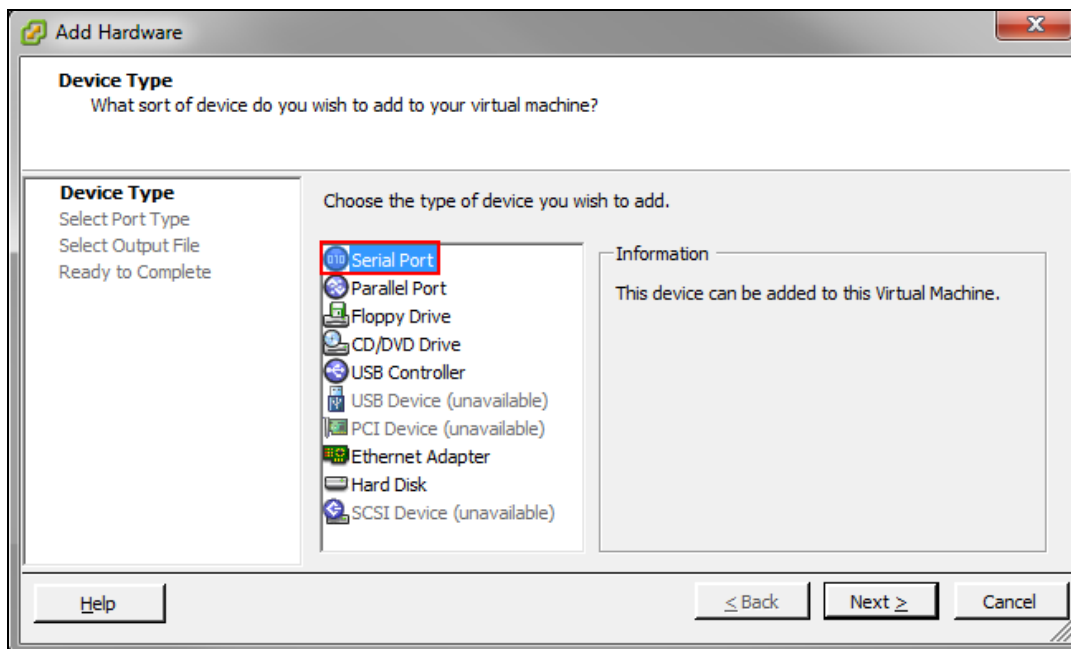 Add Hardware
Device Type
What sort of device do you wish to add to your virtual machine?
Device Type
Select Port Type
Select Output File
Ready to Complete
Choose the type of device you wish to add.
Serial Port
Parallel Port
Floppy Drive
CD/DVD Drive
USB Controller
USB Device (unavailable)
PCI Device (unavailable)
Ethernet Adapter
Hard Disk
SCSI Device (unavailable)
Information
This device can be added to this Virtual Machine.
Help
< Back
Next >
Cancel